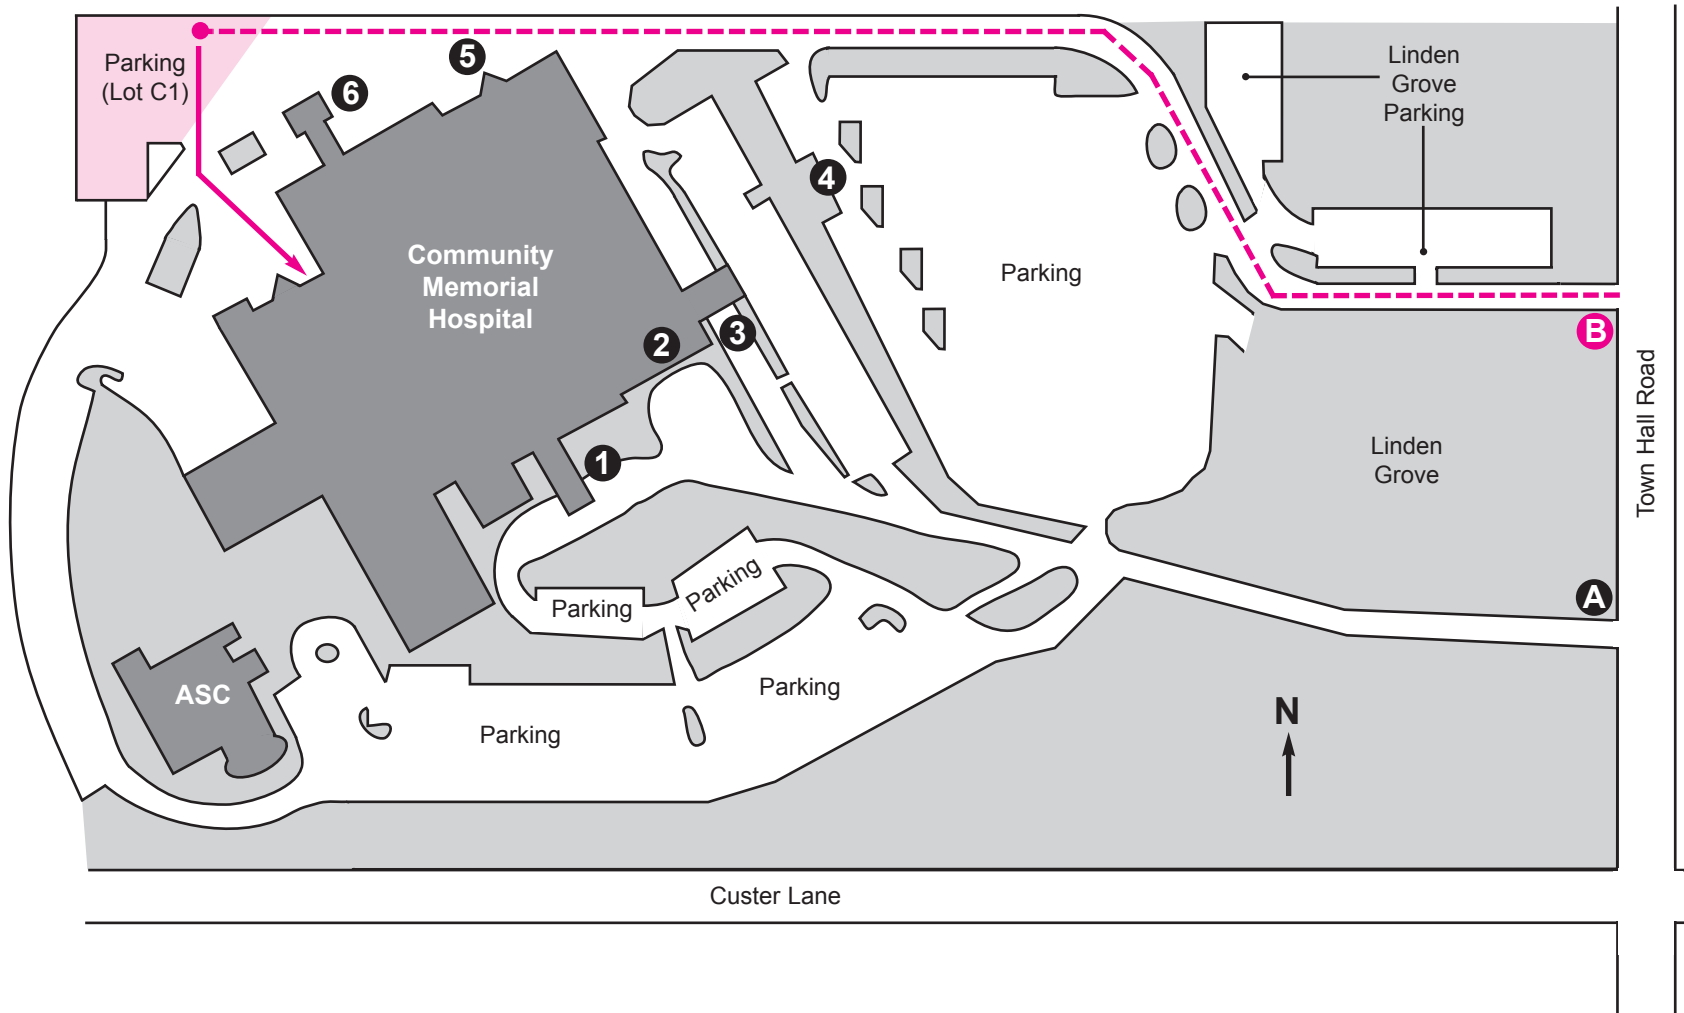 Parking
(Lot C1)
5
6
Linden
Grove
Parking
4
Community
Memorial
Hospital
Parking
3
2
B
Town Hall Road
Linden
Grove
1
A
Parking
Parking
ASC
Parking
Parking
N
Custer Lane